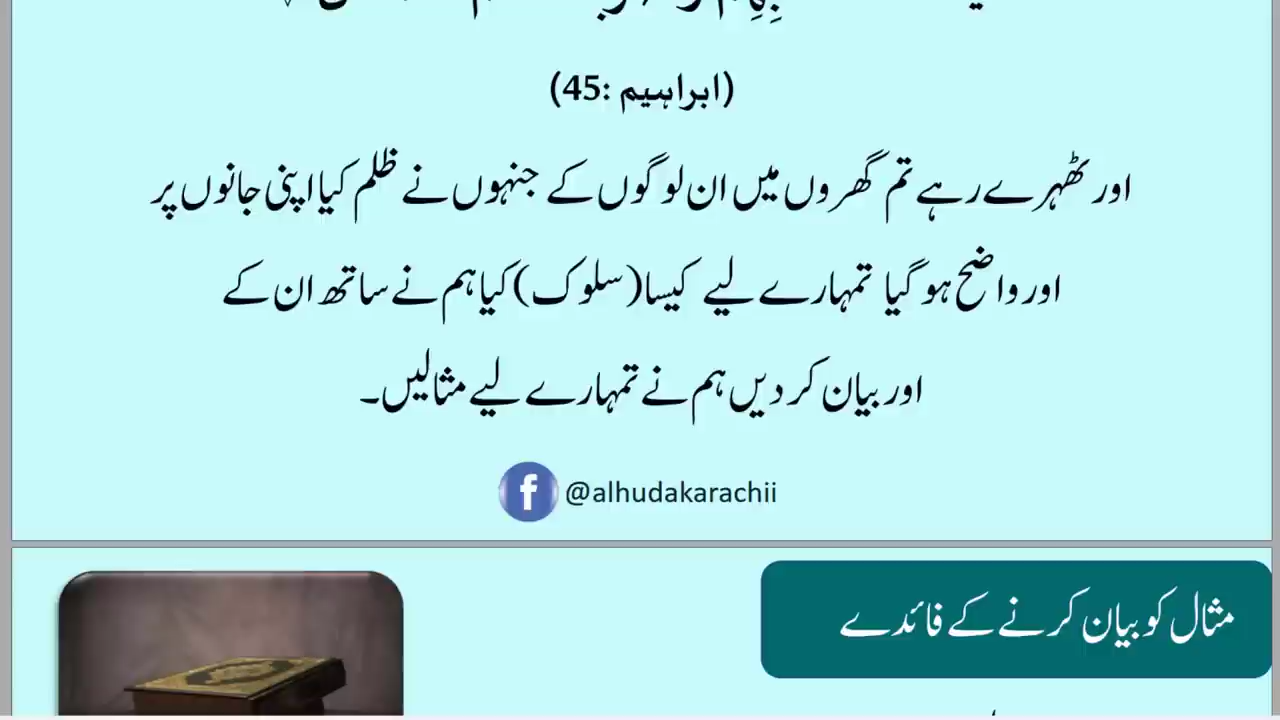 (ابراہیم :45)
اور ٹھہرے رہے تم گھروں میں ان لوگوں کے جنہوں نے ظلم کیا اپنی جانوں پر
اور واضح ہو گیا تمہارے لیے کیسا (سلوک) کیا ہم نے ساتھ ان کے
اور بیان کر دیں ہم نے تمہارے لیے مثالیں۔
@alhudakarachii
مثال کو بیان کرنے کے فائدے